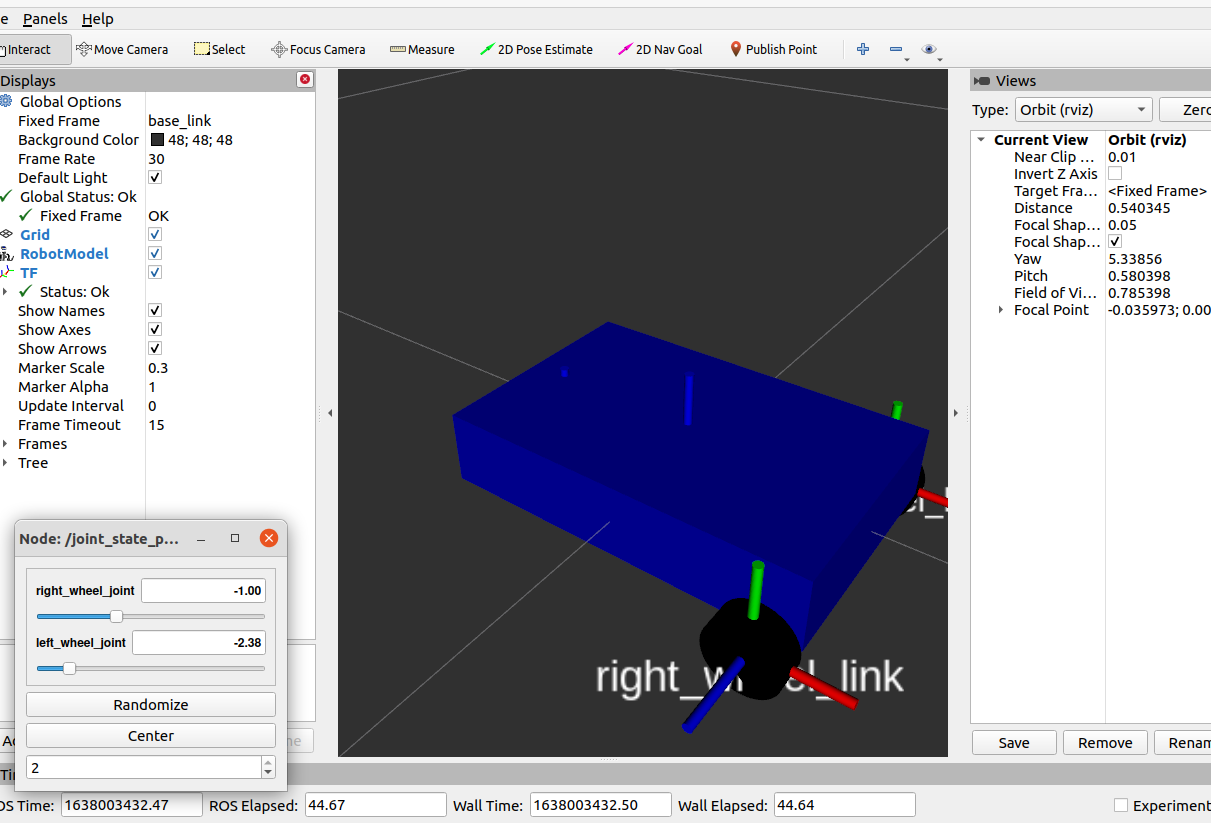 e Panels Help
Interact Move Camera Select Focus Camera Measure 2D Pose Estimate 2D Nav Goal Publish Point
Displays
Global Options
Fixed Frame base_link
Background Color 48; 48; 48
Frame Rate 30
Default Light
Global Status: Ok
Fixed Frame OK
Grid
RobotModel
TF
Status: Ok
Show Names
Show Axes
Show Arrows
Marker Scale 0.3
Marker Alpha 1
Update Interval 0
Frame Timeout 15
Frames
Tree
Node: /joint_state_p...
right_wheel_joint -1.00
left_wheel_joint -2.38
Randomize
Center
2
right_wheel_link
Views
Type: Orbit (rviz) Zero
Current View Orbit (rviz)
Near Clip ... 0.01
Invert Z Axis
Target Fra... <Fixed Frame>
Distance 0.540345
Focal Shap... 0.05
Focal Shap...
Yaw 5.33856
Pitch 0.580398
Field of Vi... 0.785398
Focal Point -0.035973; 0.00
Save Remove Renam
OS Time: 1638003432.47 ROS Elapsed: 44.67 Wall Time: 1638003432.50 Wall Elapsed: 44.64 Experiment